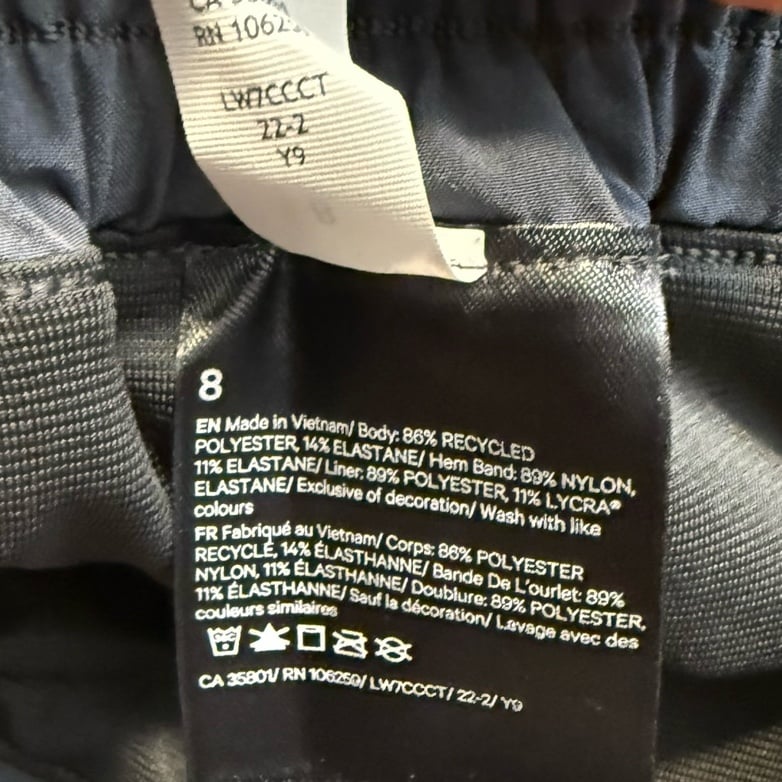 RN 1062
LW7CCCT
22-2
Y9
8
EN Made in Vietnam/ Body: 86% RECYCLED
POLYESTER, 14% ELASTANE/ Hem Band: 89% NYLON,
11% ELASTANE/ Liner: 89% POLYESTER, 11% LYCRA®
ELASTANE/ Exclusive of decoration/ Wash with like
colours
FR Fabriqué au Vietnam/ Corps: 86% POLYESTER
RECYCLÉ, 14% ÉLASTHANNE/ Bande De L'ourlet: 89%
NYLON, 11% ÉLASTHANNE/ Doublure: 89% POLYESTER,
11% ÉLASTHANNE/ Sauf la décoration/ Lavage avec des
couleurs similaires
CA 35801/ RN 106259/ LW7CCCT/ 22-2/ Y9